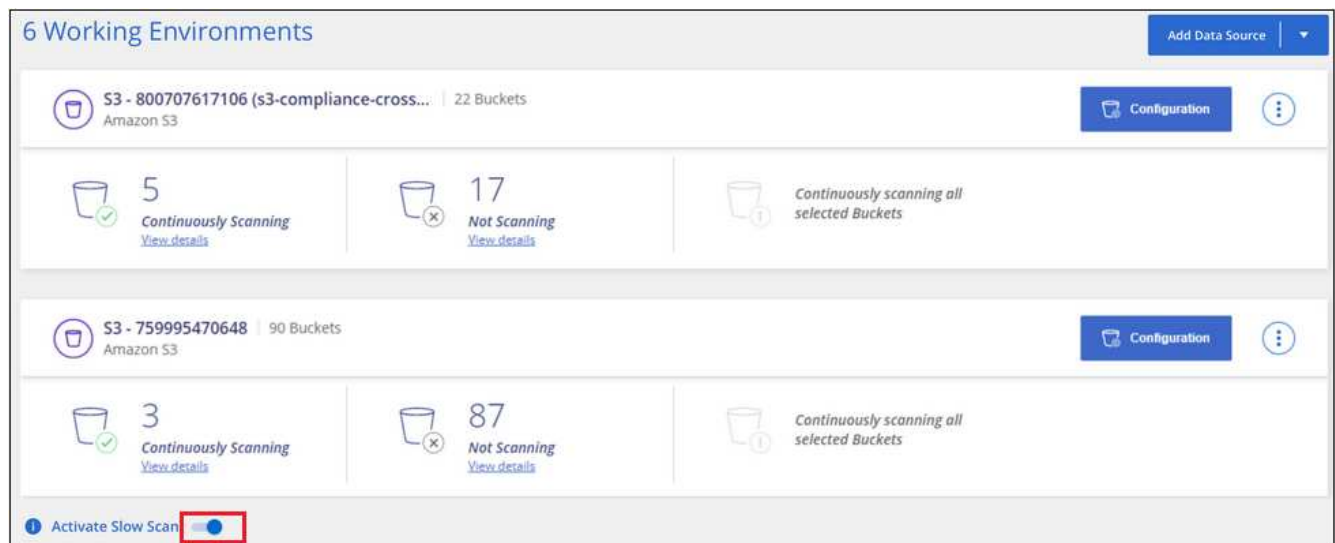 6 Working Environments
Add Data Source
S3 - 800707617106 (s3-compliance-cross... 22 Buckets
Amazon S3
Configuration
5
Continuously Scanning
View details
17
Not Scanning
View details
Continuously scanning all
selected Buckets
S3 - 759995470648 90 Buckets
Amazon S3
Configuration
3
Continuously Scanning
View details
87
Not Scanning
View details
Continuously scanning all
selected Buckets
Activate Slow Scan